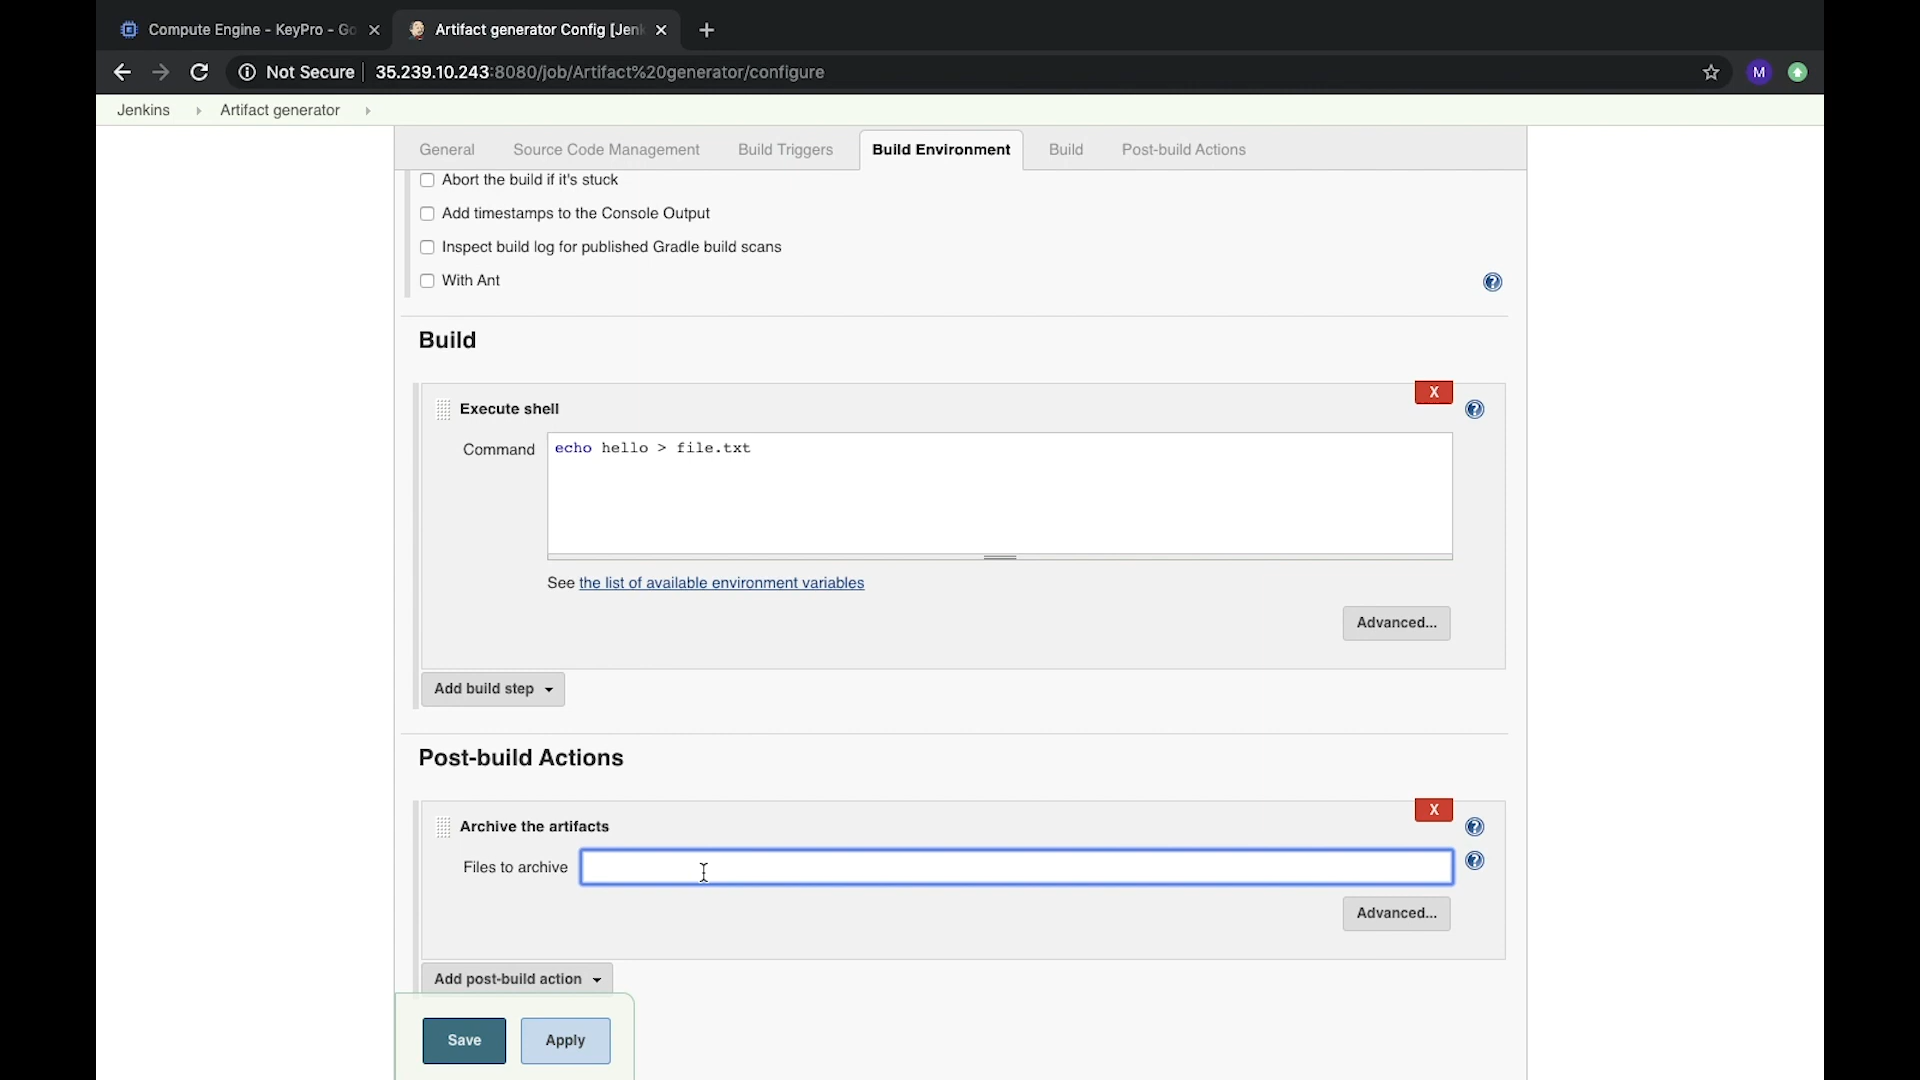 Compute Engine - KeyPro - Go
Artifact generator Config [Jenk
Not Secure
35.239.10.243:8080/job/Artifact%20generator/configure
M
Jenkins
Artifact generator
General
Source Code Management
Build Triggers
Build Environment
Build
Post-build Actions
Abort the build if it's stuck
Add timestamps to the Console Output
Inspect build log for published Gradle build scans
With Ant
?
Build
X
Execute shell
?
Command
echo hello > file.txt
See the list of available environment variables
Advanced...
Add build step
Post-build Actions
X
Archive the artifacts
?
Files to archive
?
Advanced...
Add post-build action
Save
Apply